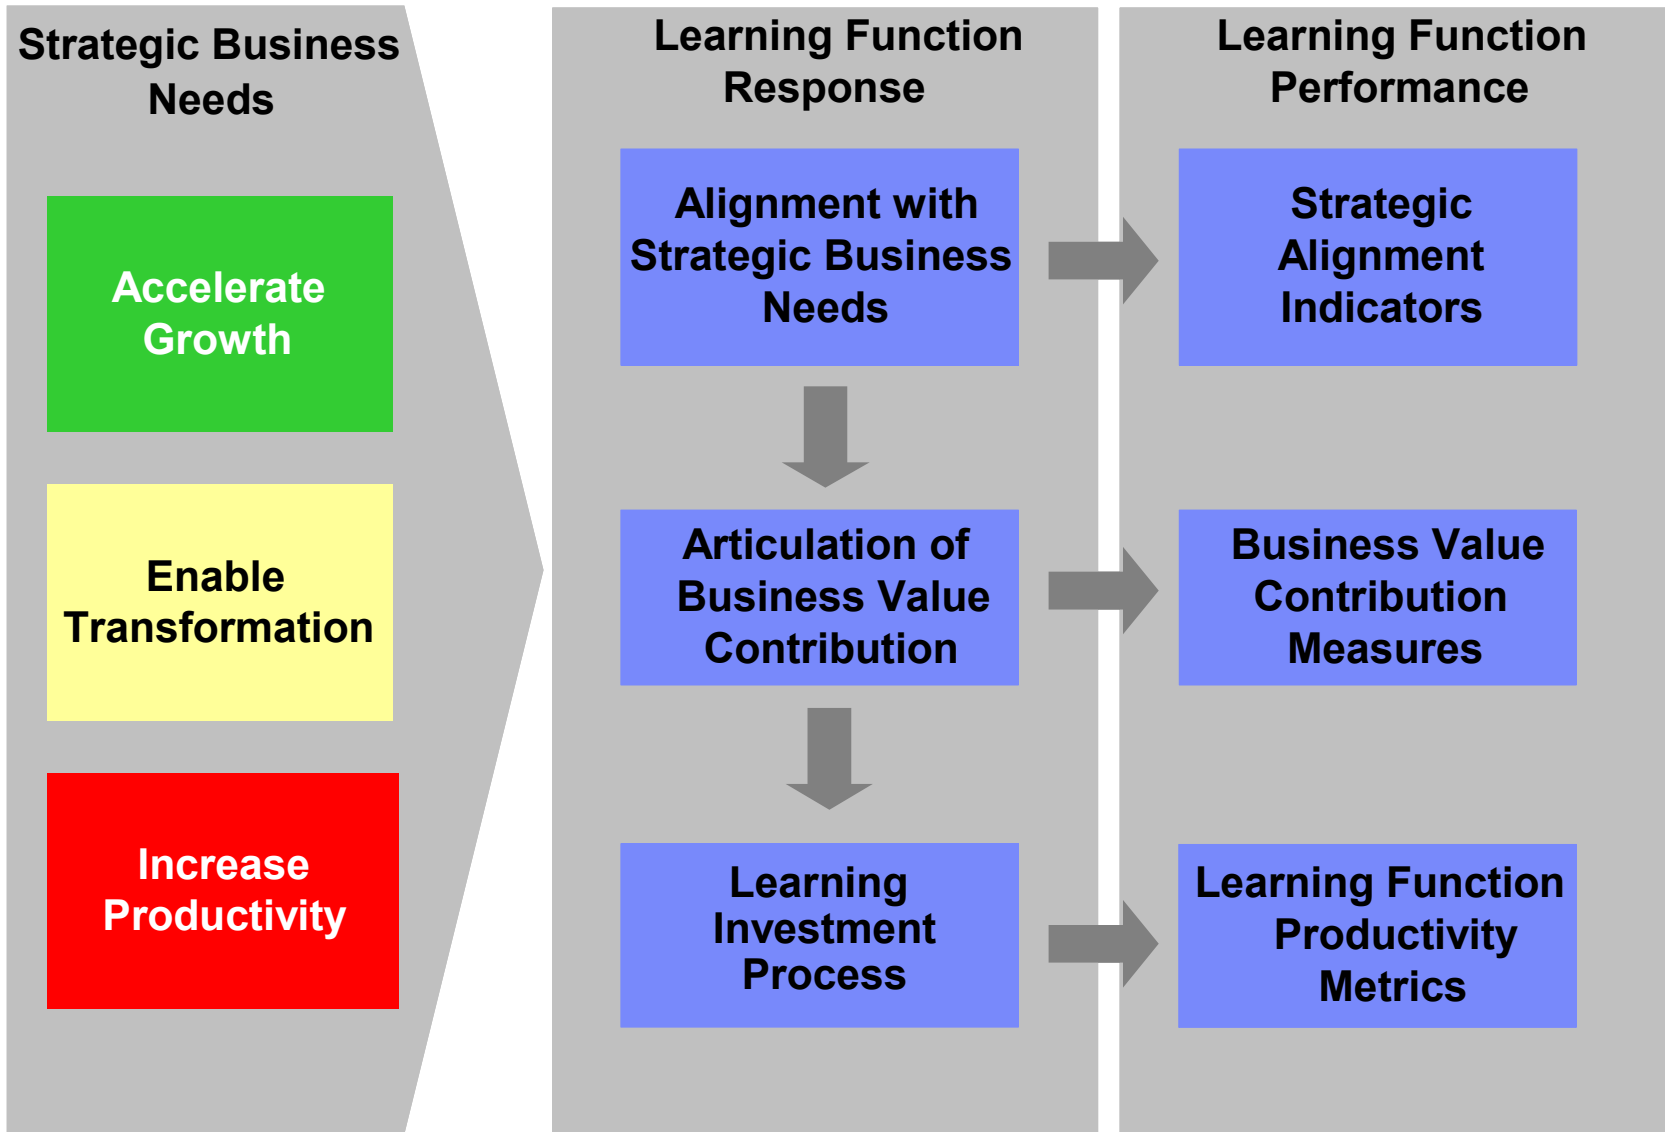 Strategic Business
Needs
Accelerate
Growth
Enable
Transformation
Increase
Productivity
Learning Function
Response
Alignment with
Strategic Business
Needs
Articulation of
Business Value
Contribution
Learning
Investment
Process
Learning Function
Performance
Strategic
Alignment
Indicators
Business Value
Contribution
Measures
Learning Function
Productivity
Metrics